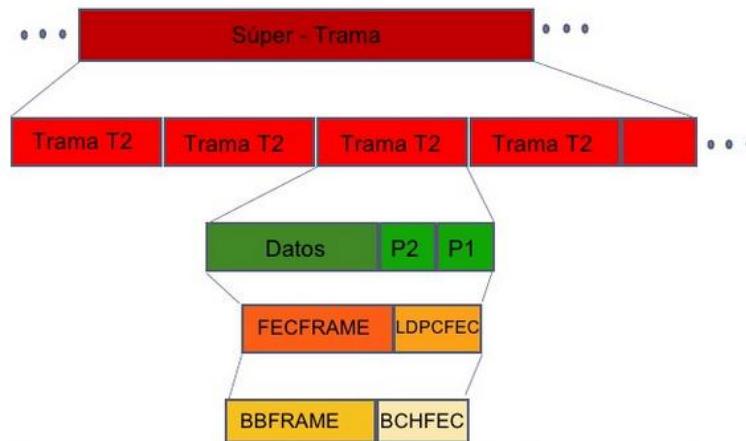 Súper - Trama
Trama T2 Trama T2 Trama T2 Trama T2
Datos P2 P1
FECFRAME LDPCFEC
BBFRAME BCHFEC